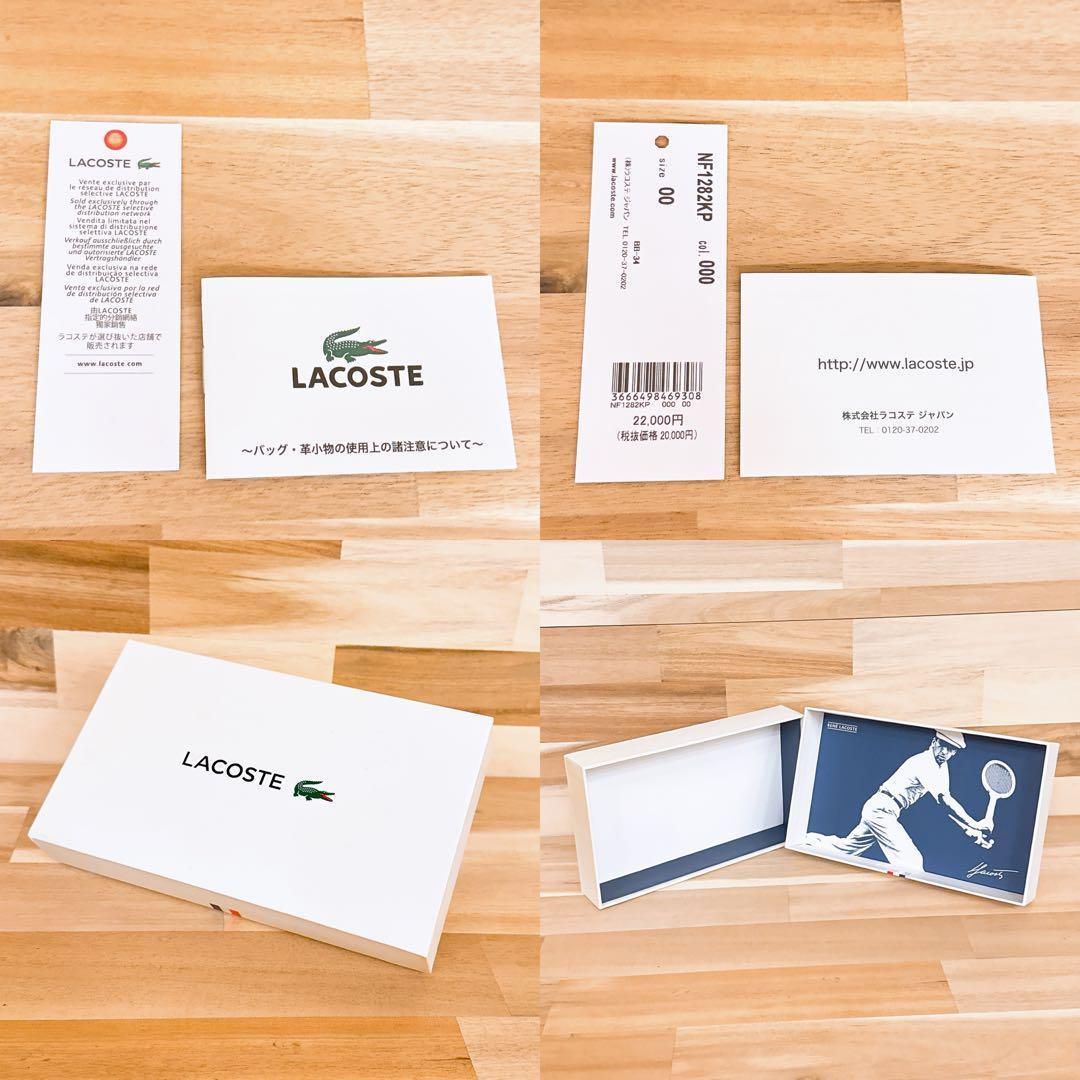 LACOSTE
Vente exclusive par
le réseau de distribution
sélective LACOSTE
Sold exclusively through
the LACOSTE selective
distribution network
Vendita limitata nel
sistema di distribuzione
selettiva LACOSTE
Verkauf ausschließlich durch
bestimmte ausgesuchte
und autorisierte LACOSTE
Vertragshändler
Venda exclusiva na rede
de distribuição selectiva
LACOSTE
Venta exclusiva por la red
de distribución selectiva
de LACOSTE
由LACOSTE
指定的分銷網絡
獨家銷售
ラコステが選び抜いた店舗で
販売されます
www.lacoste.com
LACOSTE
〜バッグ・革小物の使用上の諸注意について〜
NF1282KP col. 000
size 00
BB-34
(株)ラコステ ジャパン TEL 0120-37-0202
www.lacoste.com
3666498469308
NF1282KP 000 00
22,000円
(税抜価格 20,000円)
http://www.lacoste.jp
株式会社ラコステ ジャパン
TEL：0120-37-0202
LACOSTE
RENÉ LACOSTE
Lacoste